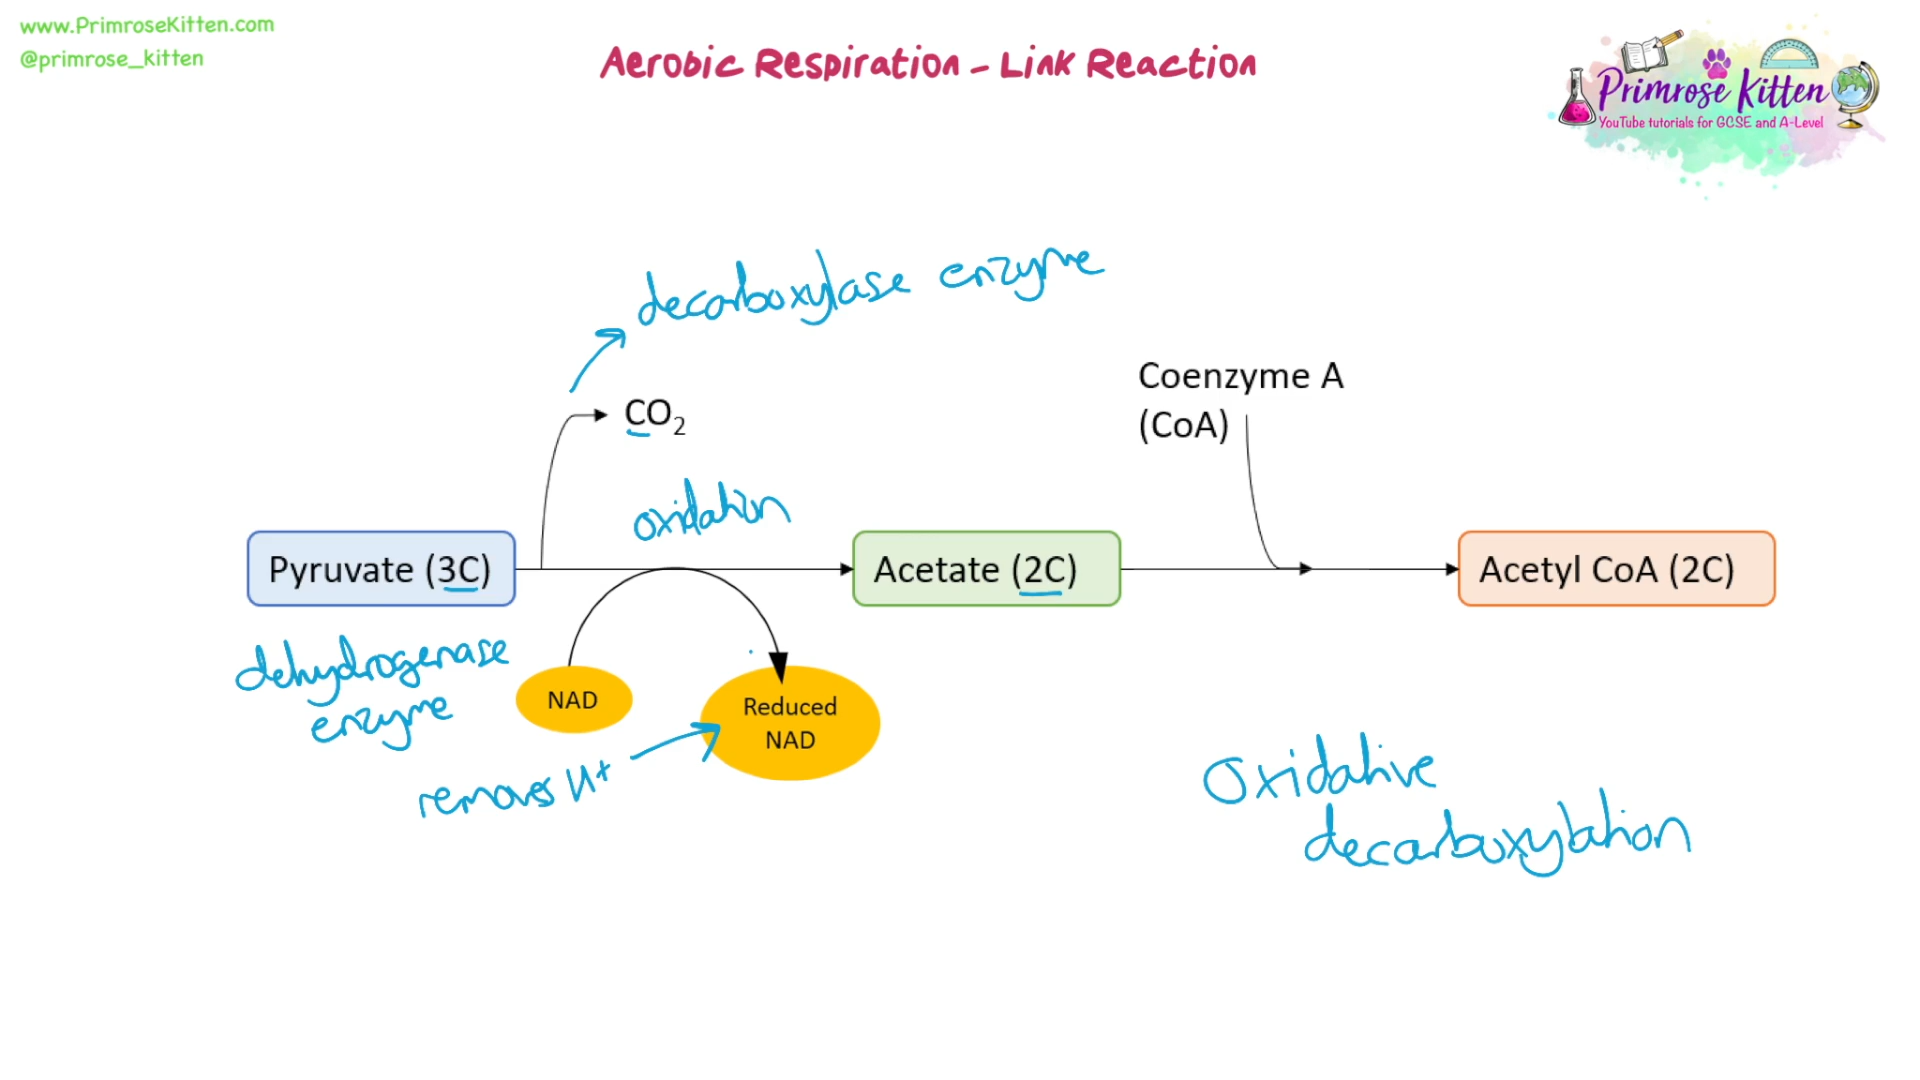 www.PrimroseKitten.com
@primrose_kitten
Aerobic Respiration - Link Reaction
Primrose Kitten
YouTube tutorials for GCSE and A-Level
decarboxylase enzyme
CO₂
Coenzyme A
(CoA)
oxidation
Pyruvate (3C)
Acetate (2C)
Acetyl CoA (2C)
dehydrogenase
enzyme
NAD
Reduced
NAD
removes H+
Oxidative
decarboxylation